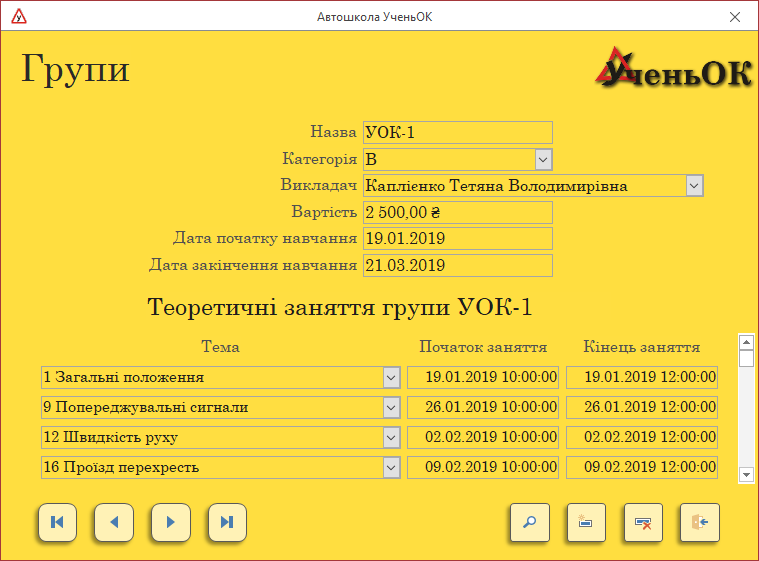 Автошкола УченьОК
Групи
УченьОК
Назва УОК-1
Категорія B
Викладач Каплієнко Тетяна Володимирівна
Вартість 2 500,00 ₴
Дата початку навчання 19.01.2019
Дата закінчення навчання 21.03.2019
Теоретичні заняття групи УОК-1
Тема Початок заняття Кінець заняття
1 Загальні положення 19.01.2019 10:00:00 19.01.2019 12:00:00
9 Попереджувальні сигнали 26.01.2019 10:00:00 26.01.2019 12:00:00
12 Швидкість руху 02.02.2019 10:00:00 02.02.2019 12:00:00
16 Проїзд перехресть 09.02.2019 10:00:00 09.02.2019 12:00:00